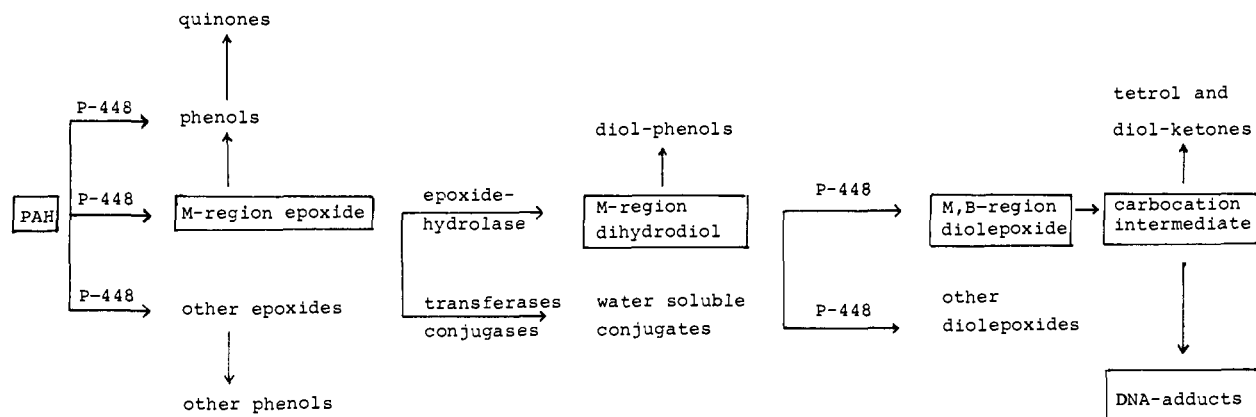 quinones
P-448
phenols
PAH
P-448
M-region epoxide
P-448
other epoxides
other phenols
epoxide-
hydrolase
transferases
conjugases
diol-phenols
M-region
dihydrodiol
water soluble
conjugates
P-448
P-448
M,B-region
diolepoxide
other
diolepoxides
tetrol and
diol-ketones
carbocation
intermediate
DNA-adducts